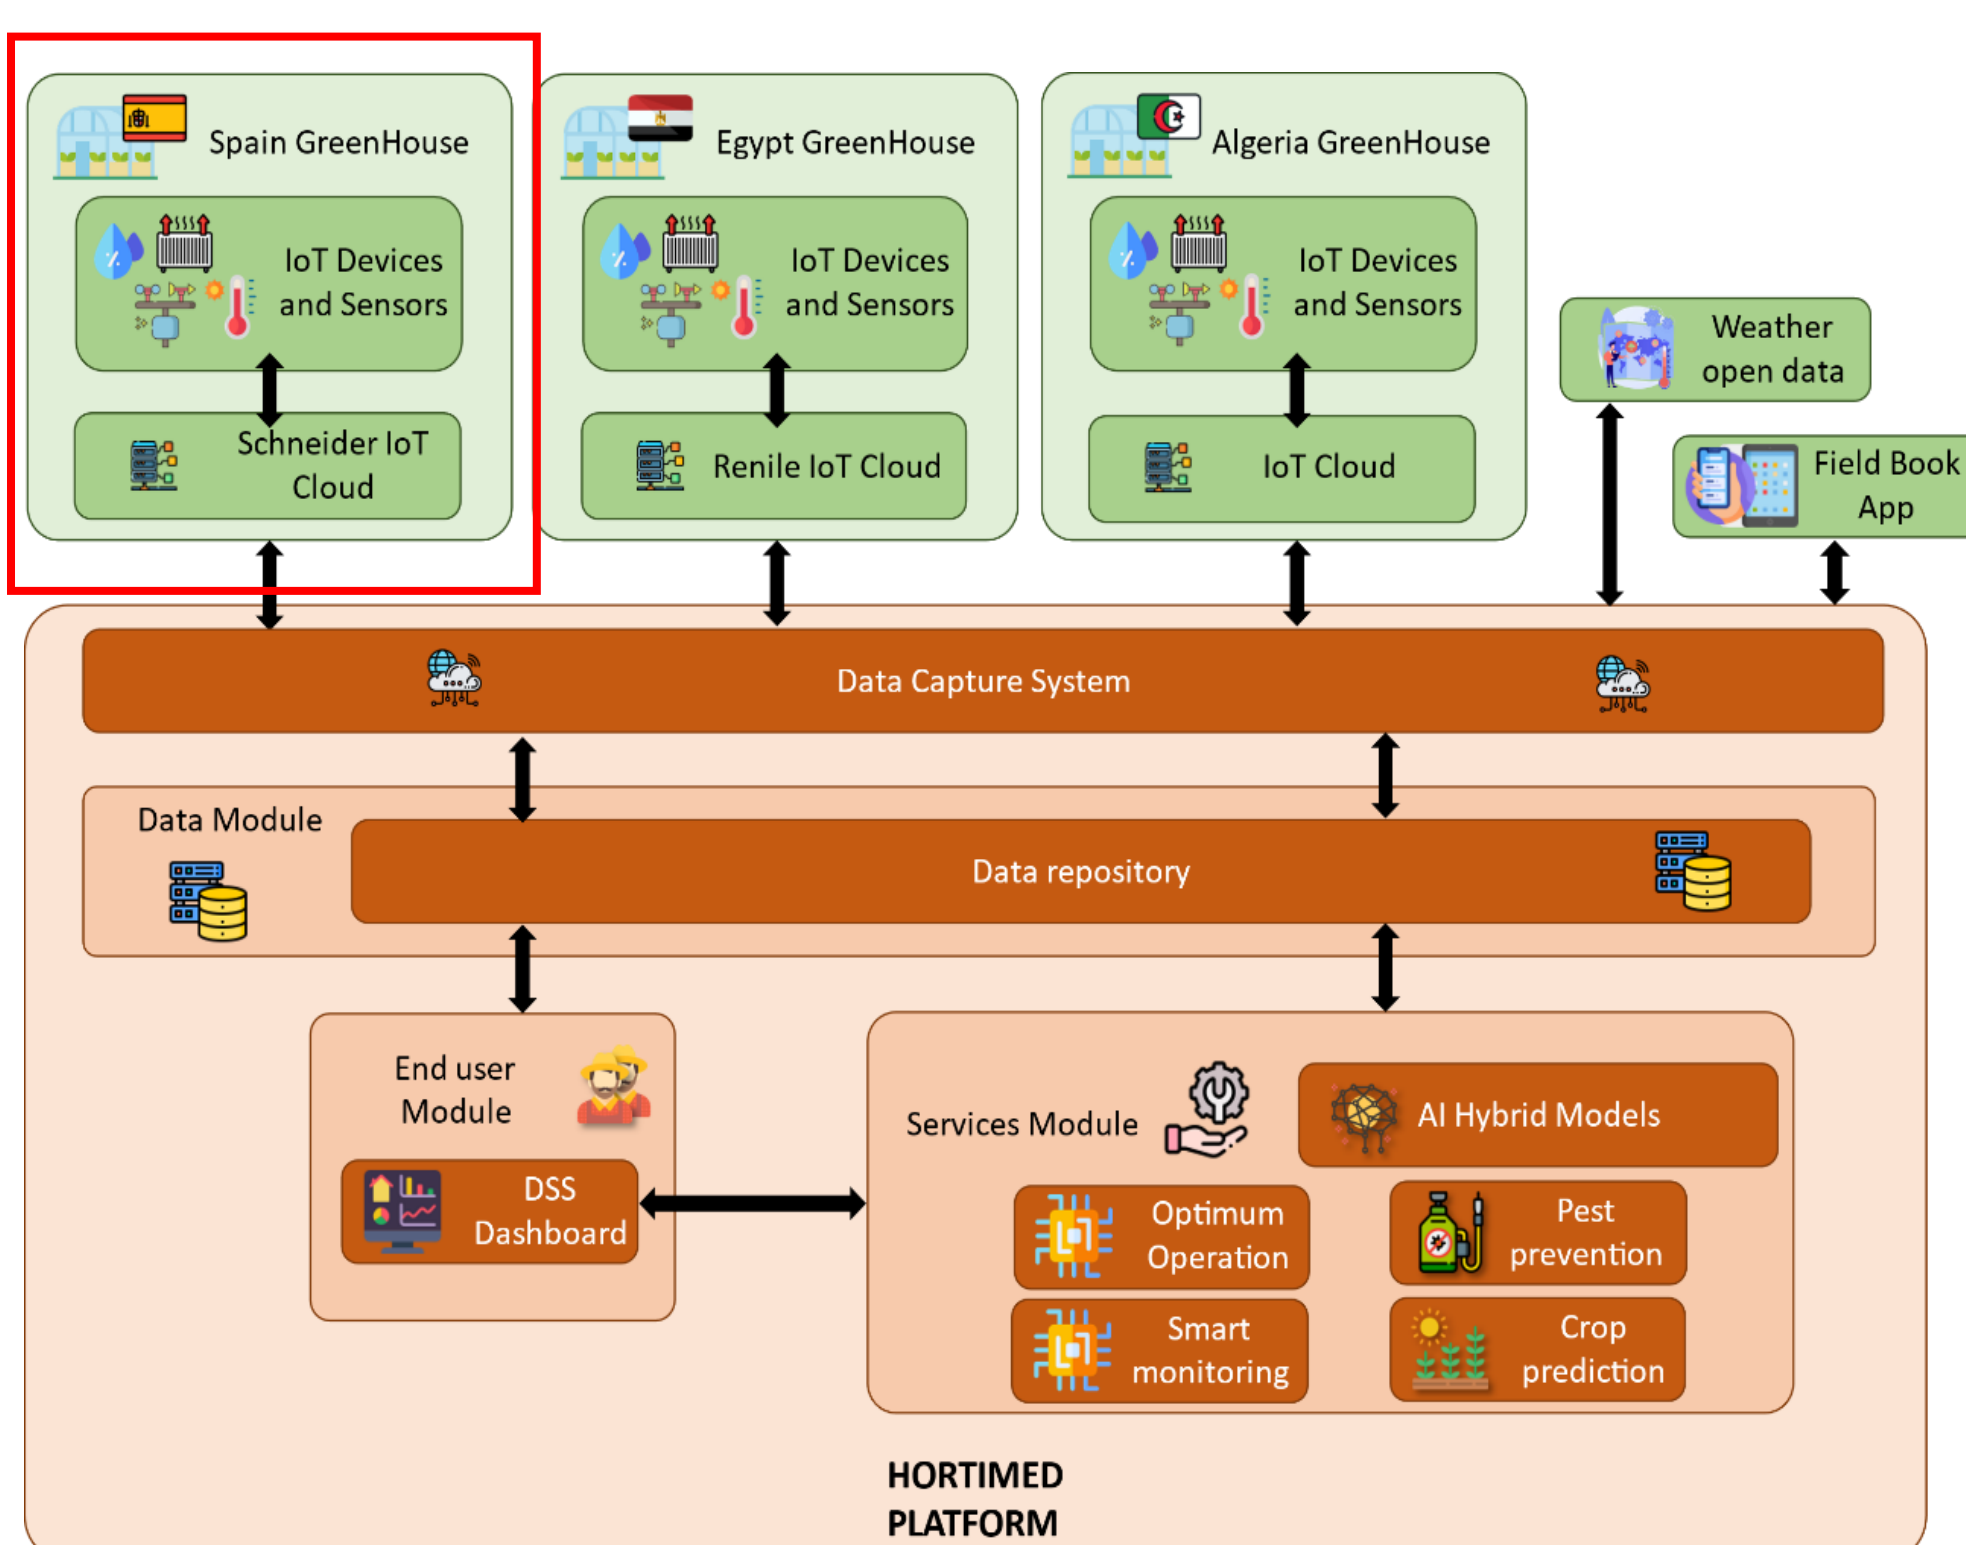 Spain GreenHouse
IoT Devices
and Sensors
Schneider IoT
Cloud
Egypt GreenHouse
IoT Devices
and Sensors
Renile IoT Cloud
Algeria GreenHouse
IoT Devices
and Sensors
IoT Cloud
Weather
open data
Field Book
App
Data Capture System
Data Module
Data repository
End user
Module
DSS
Dashboard
Services Module
AI Hybrid Models
Optimum
Operation
Pest
prevention
Smart
monitoring
Crop
prediction
HORTIMED
PLATFORM